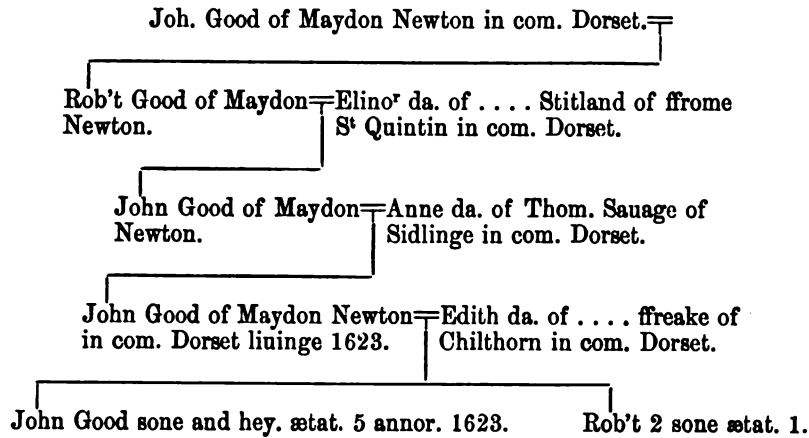 Joh. Good of Maydon Newton in com. Dorset.
Rob't Good of Maydon=Elinoʳ da. of . . . . Stitland of ffrome
Newton. Sᵗ Quintin in com. Dorset.
John Good of Maydon=Anne da. of Thom. Sauage of
Newton. Sidlinge in com. Dorset.
John Good of Maydon Newton=Edith da. of . . . . ffreake of
in com. Dorset liuinge 1623. Chilthorn in com. Dorset.
John Good sone and hey. ætat. 5 annor. 1623. Rob't 2 sone ætat. 1.